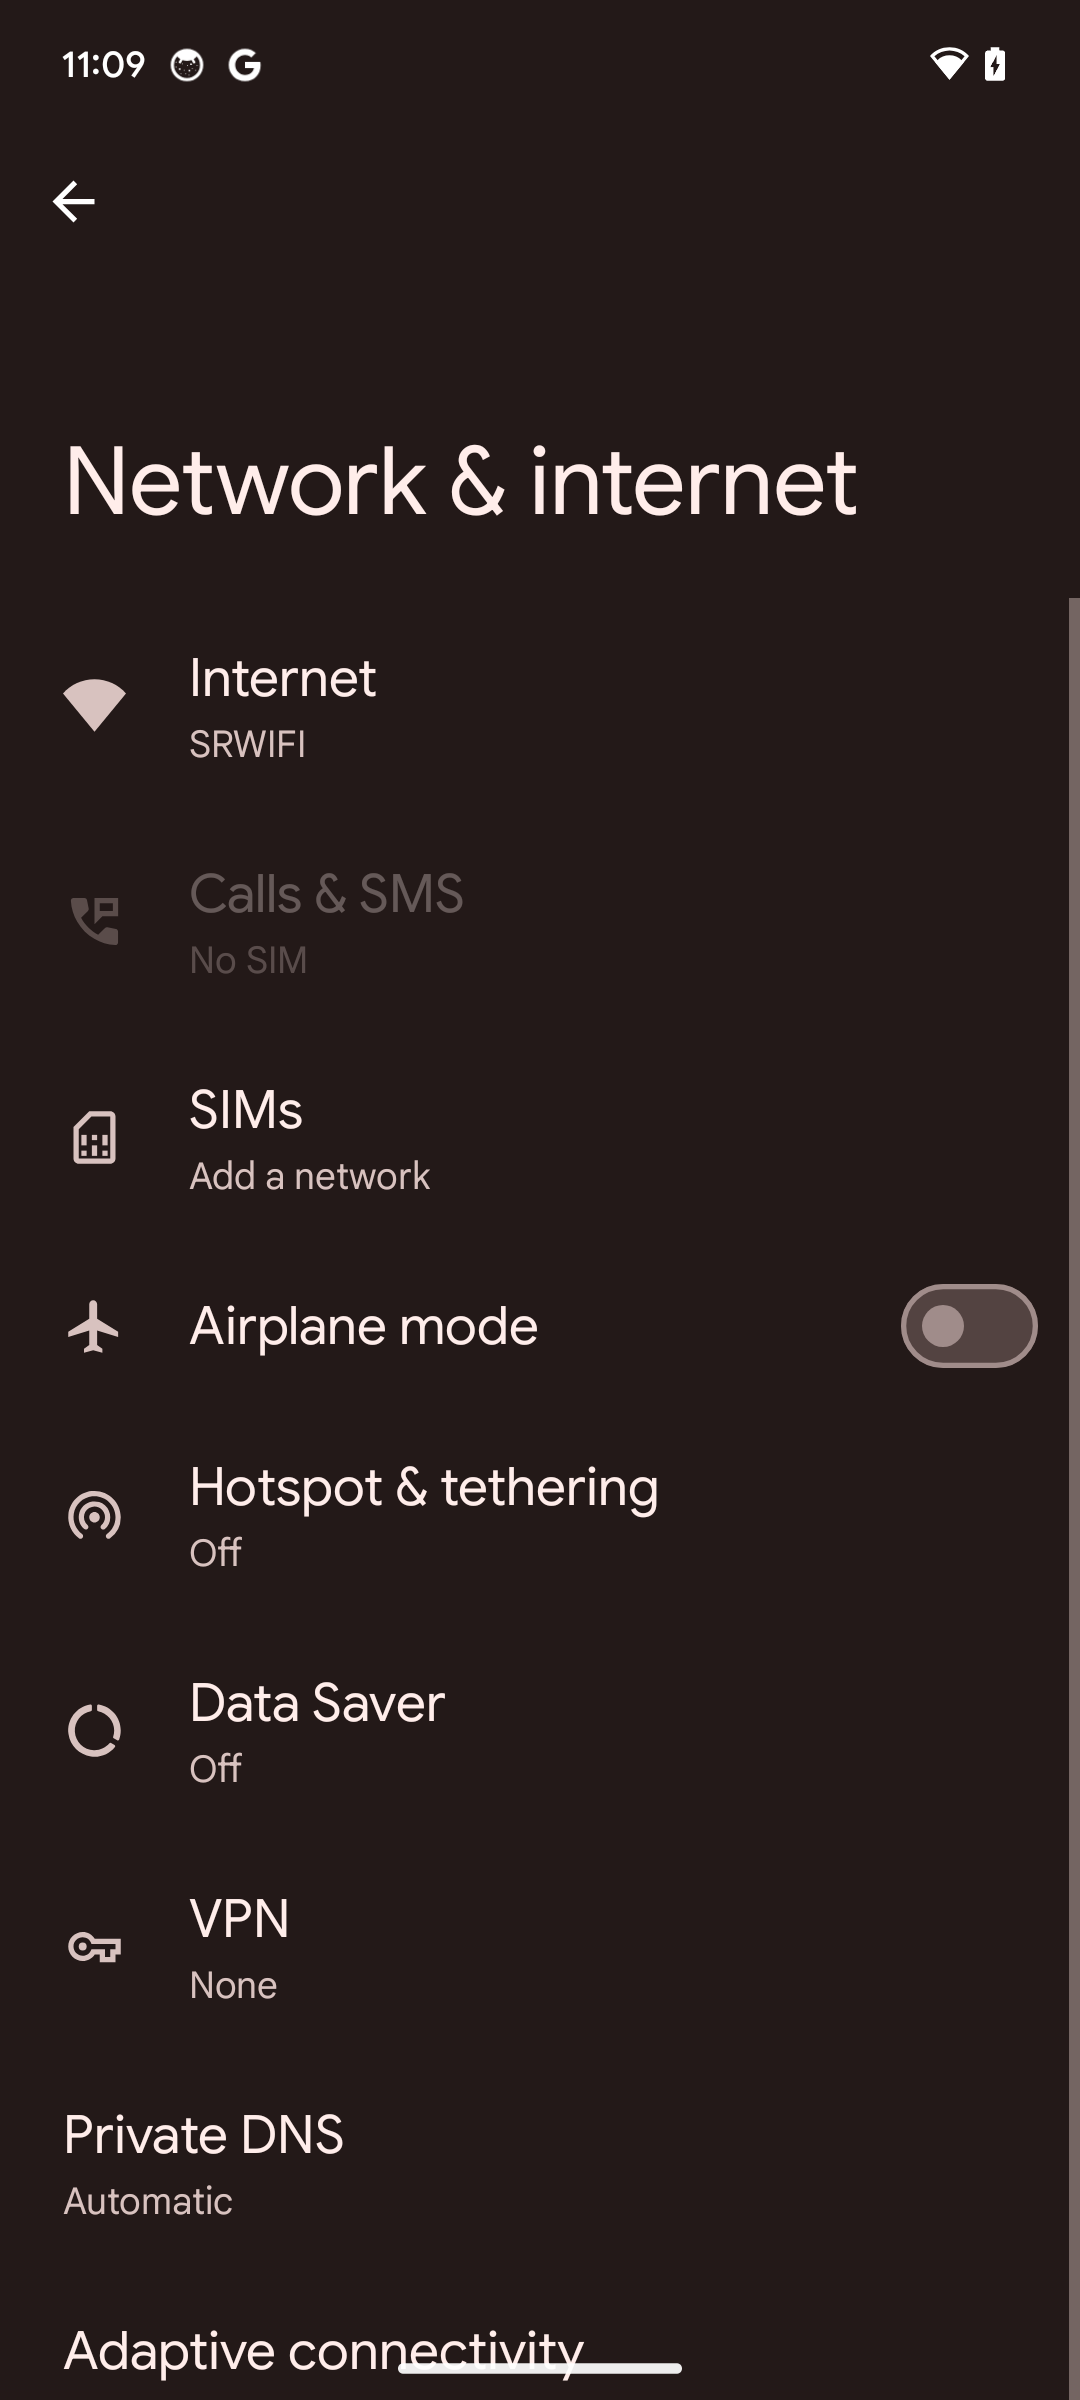 11:09
Network & internet
Internet
SRWIFI
Calls & SMS
No SIM
SIMs
Add a network
Airplane mode
Hotspot & tethering
Off
Data Saver
Off
VPN
None
Private DNS
Automatic
Adaptive connectivity